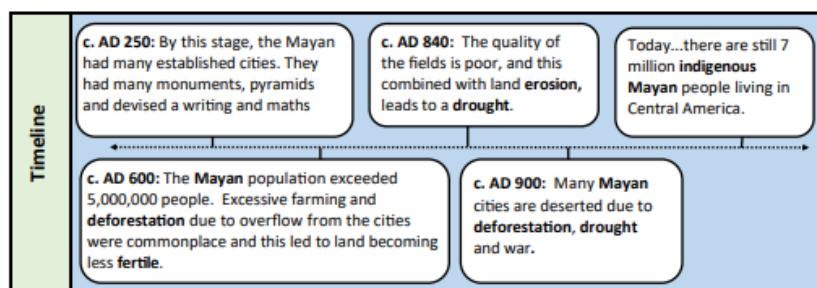 Timeline
c. AD 250: By this stage, the Mayan
had many established cities. They
had many monuments, pyramids
and devised a writing and maths
c. AD 600: The Mayan population exceeded
5,000,000 people. Excessive farming and
deforestation due to overflow from the cities
were commonplace and this led to land becoming
less fertile.
c. AD 840: The quality of
the fields is poor, and this
combined with land erosion,
leads to a drought.
c. AD 900: Many Mayan
cities are deserted due to
deforestation, drought
and war.
Today...there are still 7
million indigenous
Mayan people living in
Central America.